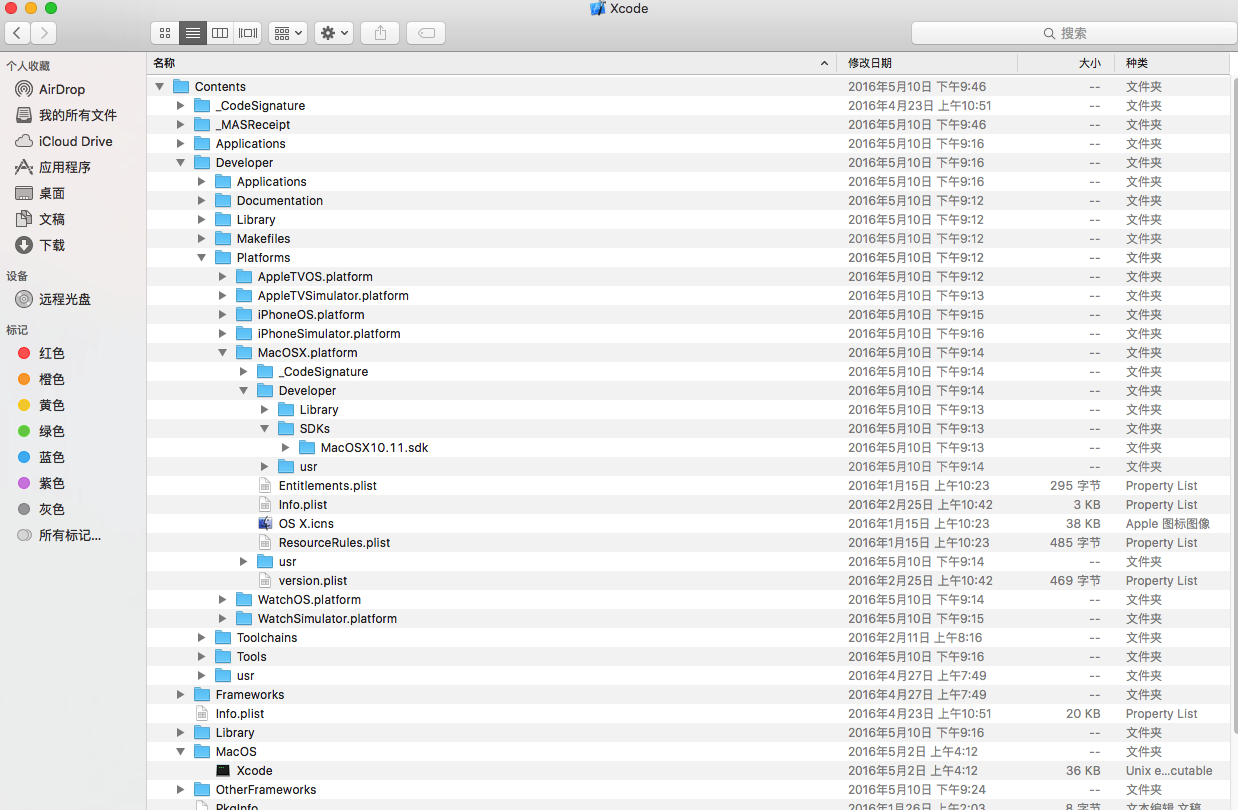 Xcode
搜索
个人收藏
AirDrop
我的所有文件
iCloud Drive
应用程序
桌面
文稿
下载
设备
远程光盘
标记
红色
橙色
黄色
绿色
蓝色
紫色
灰色
所有标记...
名称 修改日期 大小 种类
Contents 2016年5月10日 下午9:46 -- 文件夹
_CodeSignature 2016年4月23日 上午10:51 -- 文件夹
_MASReceipt 2016年5月10日 下午9:46 -- 文件夹
Applications 2016年5月10日 下午9:16 -- 文件夹
Developer 2016年5月10日 下午9:16 -- 文件夹
Applications 2016年5月10日 下午9:16 -- 文件夹
Documentation 2016年5月10日 下午9:12 -- 文件夹
Library 2016年5月10日 下午9:12 -- 文件夹
Makefiles 2016年5月10日 下午9:12 -- 文件夹
Platforms 2016年5月10日 下午9:12 -- 文件夹
AppleTVOS.platform 2016年5月10日 下午9:12 -- 文件夹
AppleTVSimulator.platform 2016年5月10日 下午9:13 -- 文件夹
iPhoneOS.platform 2016年5月10日 下午9:15 -- 文件夹
iPhoneSimulator.platform 2016年5月10日 下午9:16 -- 文件夹
MacOSX.platform 2016年5月10日 下午9:14 -- 文件夹
_CodeSignature 2016年5月10日 下午9:14 -- 文件夹
Developer 2016年5月10日 下午9:14 -- 文件夹
Library 2016年5月10日 下午9:13 -- 文件夹
SDKs 2016年5月10日 下午9:13 -- 文件夹
MacOSX10.11.sdk 2016年5月10日 下午9:13 -- 文件夹
usr 2016年5月10日 下午9:14 -- 文件夹
Entitlements.plist 2016年1月15日 上午10:23 295 字节 Property List
Info.plist 2016年2月25日 上午10:42 3 KB Property List
OS X.icns 2016年1月15日 上午10:23 38 KB Apple 图标图像
ResourceRules.plist 2016年1月15日 上午10:23 485 字节 Property List
usr 2016年5月10日 下午9:14 -- 文件夹
version.plist 2016年2月25日 上午10:42 469 字节 Property List
WatchOS.platform 2016年5月10日 下午9:14 -- 文件夹
WatchSimulator.platform 2016年5月10日 下午9:15 -- 文件夹
Toolchains 2016年2月11日 上午8:16 -- 文件夹
Tools 2016年5月10日 下午9:16 -- 文件夹
usr 2016年4月27日 上午7:49 -- 文件夹
Frameworks 2016年4月27日 上午7:49 -- 文件夹
Info.plist 2016年4月23日 上午10:51 20 KB Property List
Library 2016年5月10日 下午9:16 -- 文件夹
MacOS 2016年5月2日 上午4:12 -- 文件夹
Xcode 2016年5月2日 上午4:12 36 KB Unix e...cutable
OtherFrameworks 2016年5月10日 下午9:24 -- 文件夹
PkgInfo 2016年1月26日 上午2:03 8 字节 文本编辑 文稿